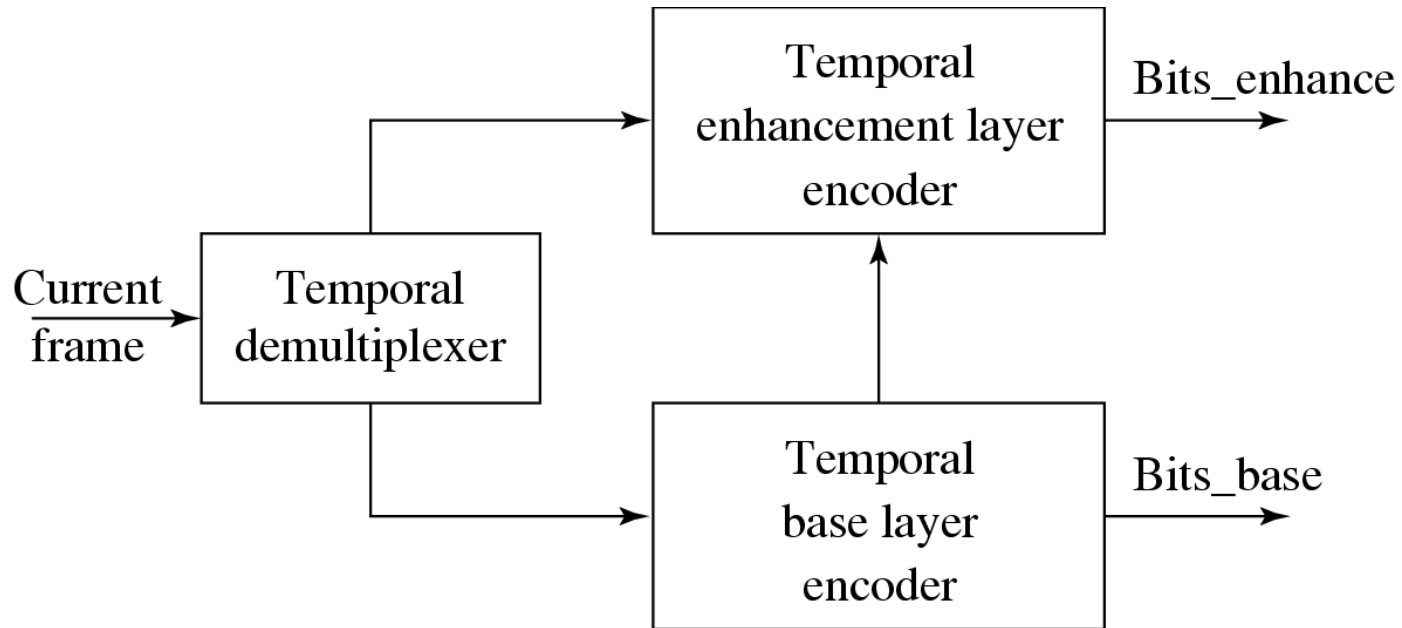 Temporal
enhancement layer
encoder
Bits_enhance
Current
frame
Temporal
demultiplexer
Temporal
base layer
encoder
Bits_base